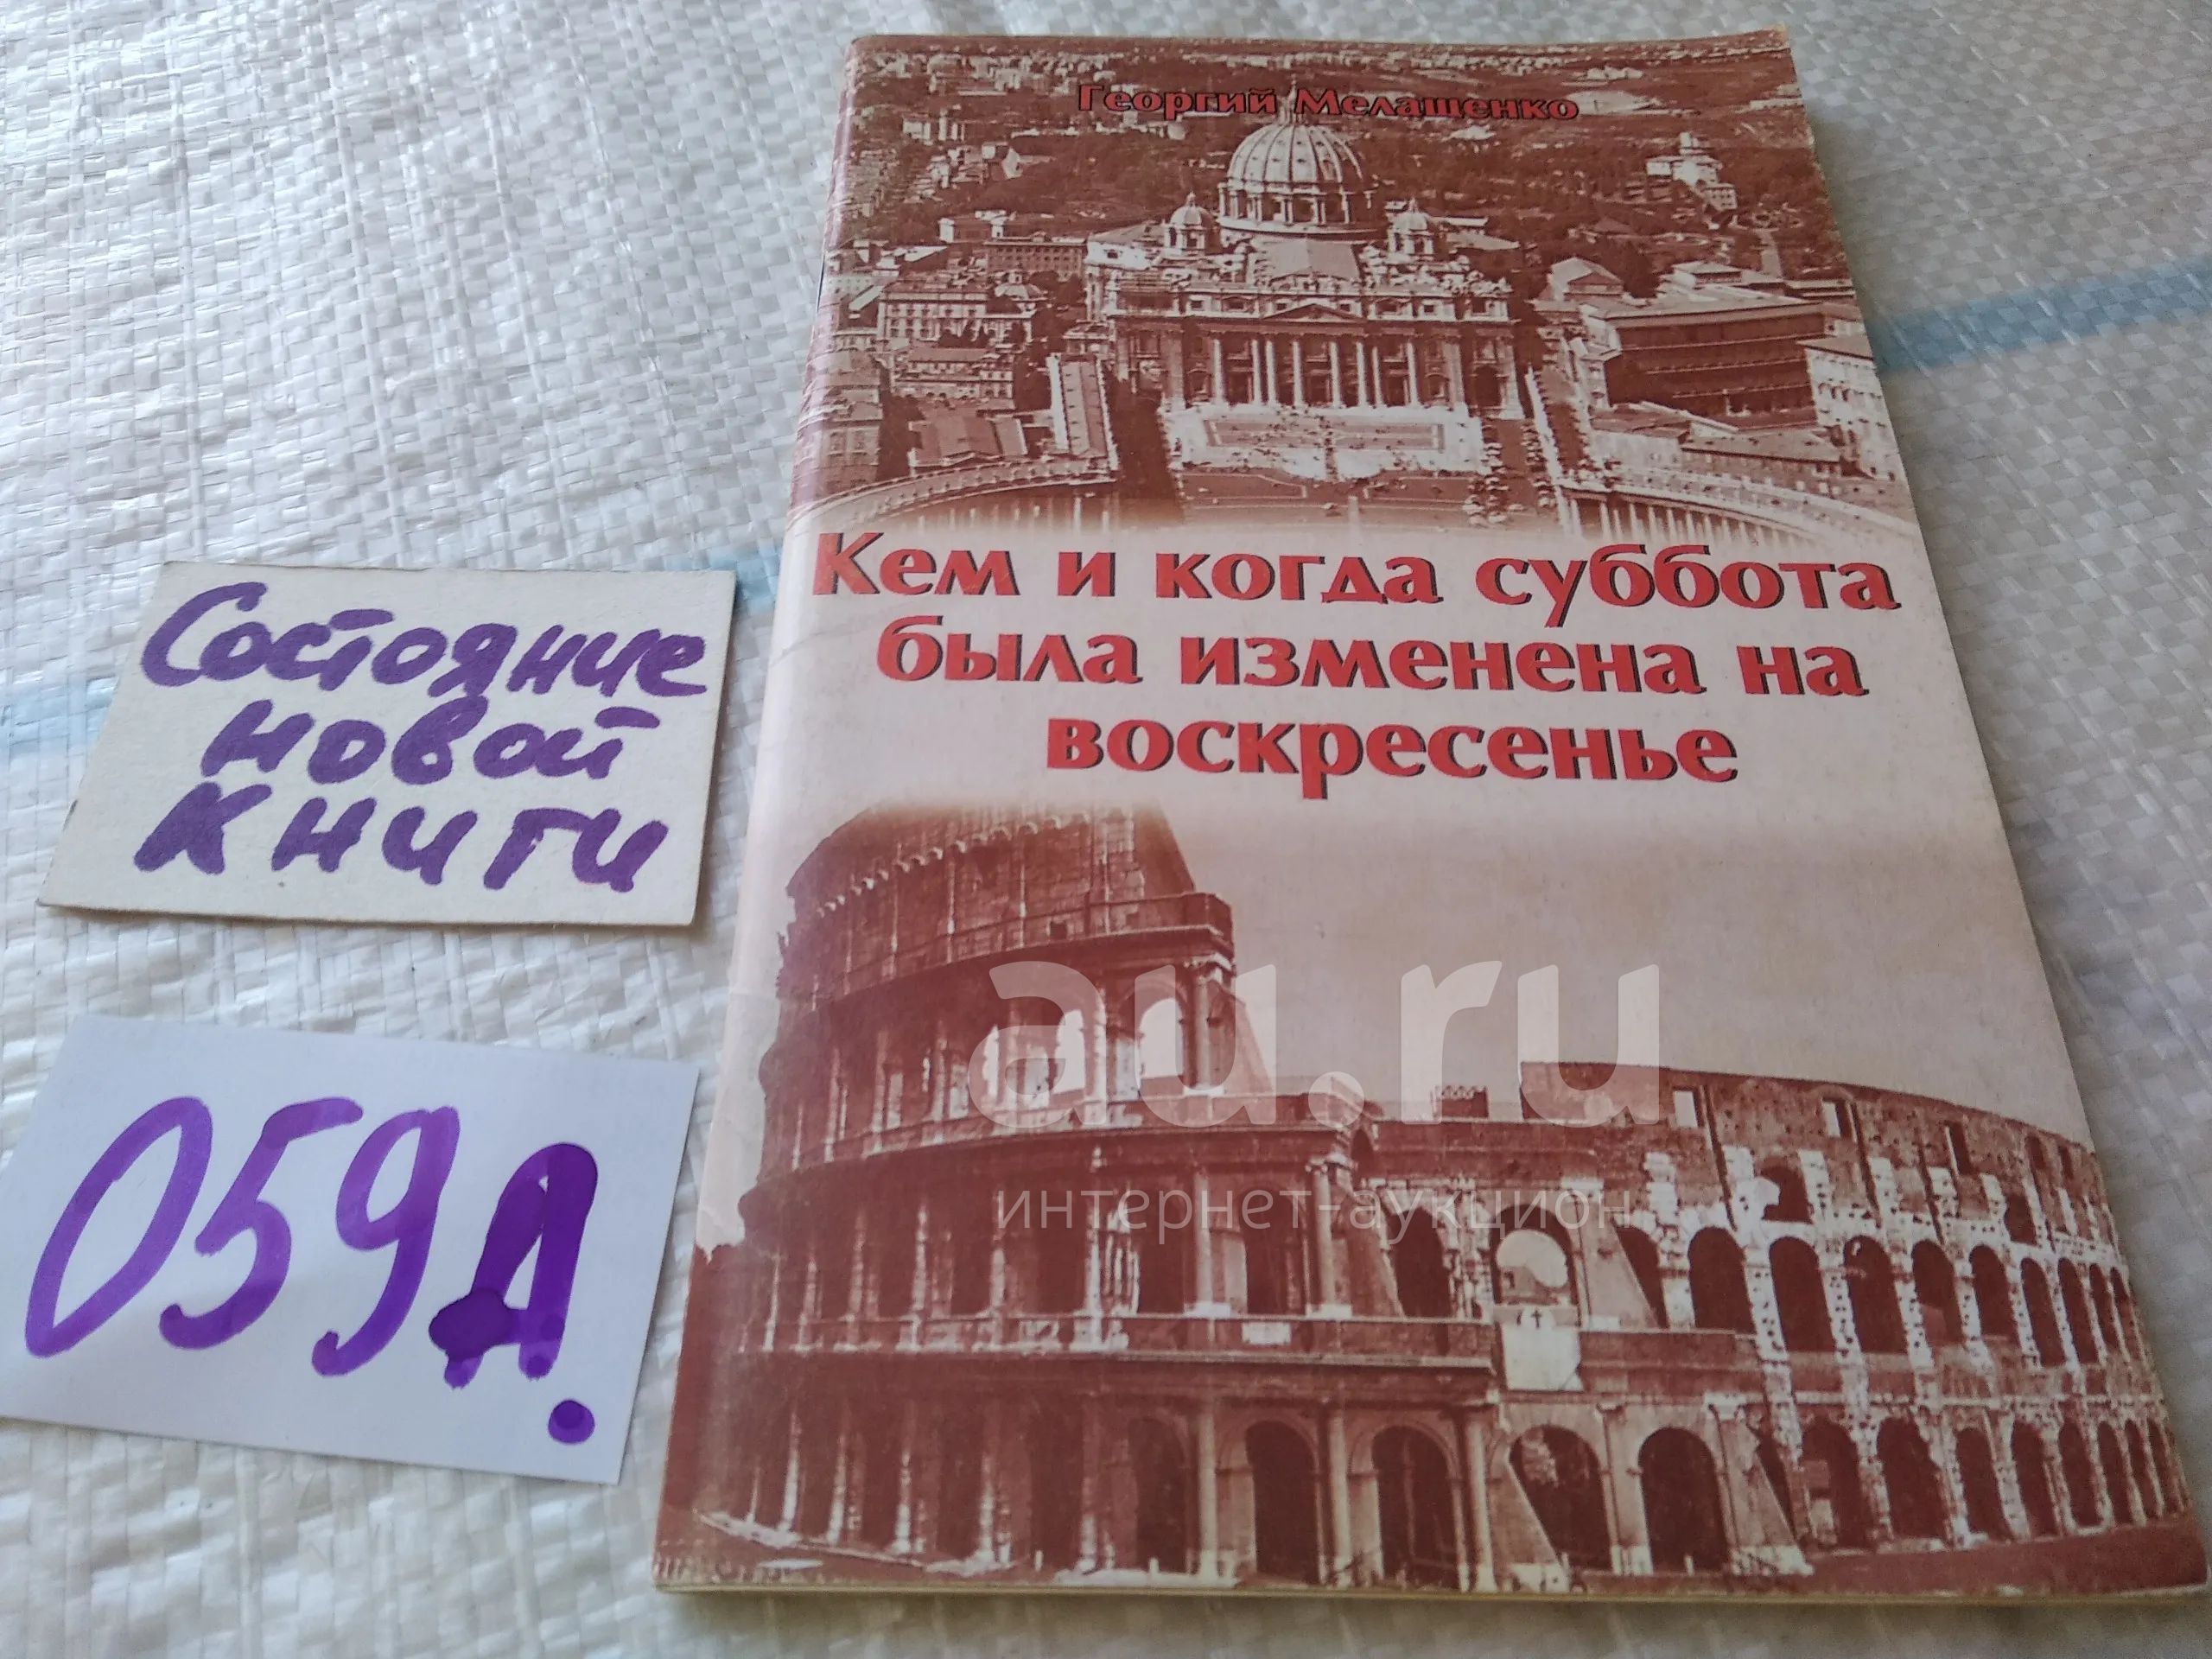 Георгий Мелащенко
Кем и когда суббота
была изменена на
воскресенье
Состояние
новой
книги
059А.
au.ru
интернет-аукцион